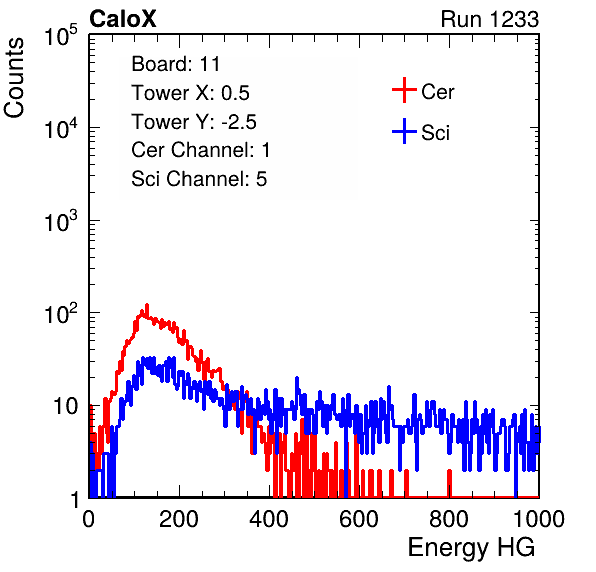 CaloX Run 1233
Counts
10^5
10^4
10^3
10^2
10
1
Board: 11
Tower X: 0.5
Tower Y: -2.5
Cer Channel: 1
Sci Channel: 5
Cer
Sci
0 200 400 600 800 1000
Energy HG